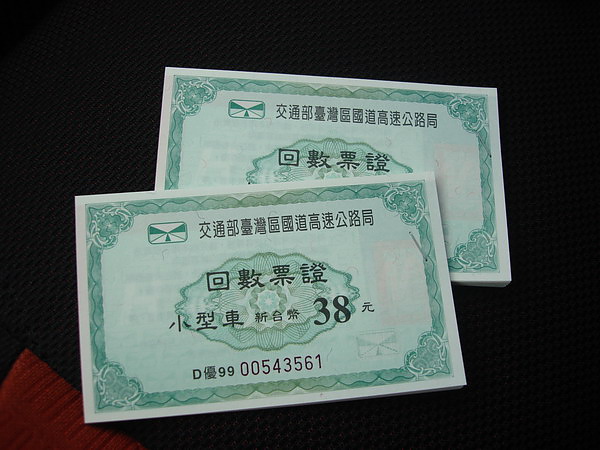 交通部臺灣區國道高速公路局
回數票證
交通部臺灣區國道高速公路局
回數票證
小型車 新台幣 38 元
D優99 00543561